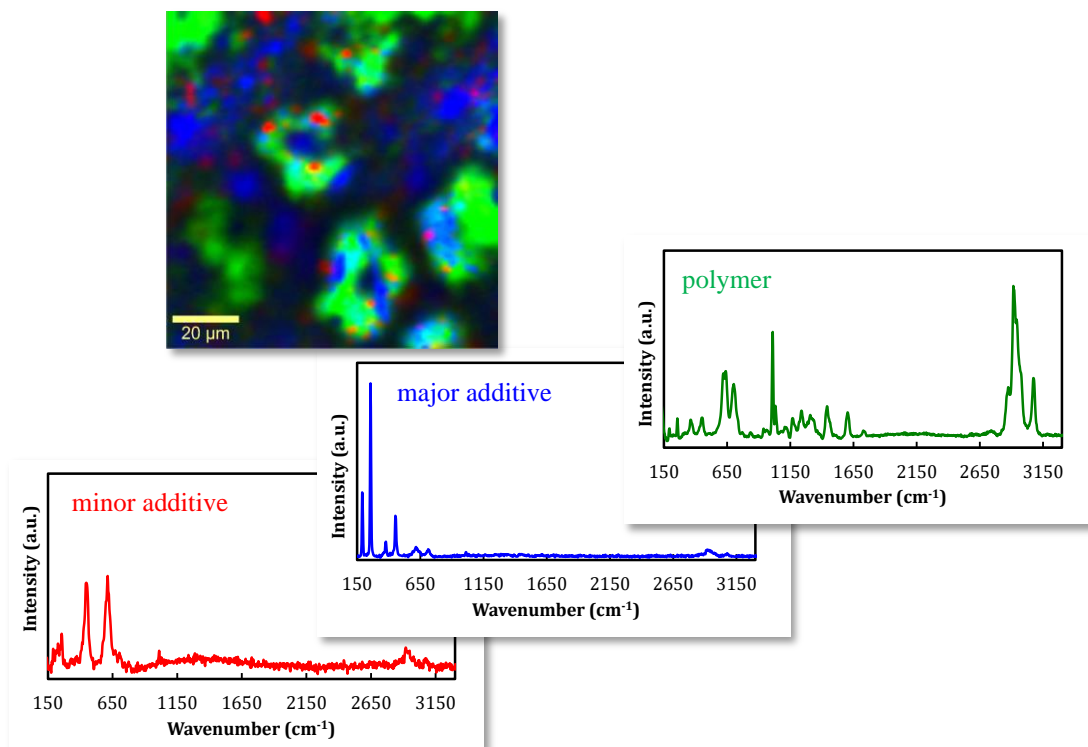 20 μm
polymer
Intensity (a.u.)
150 650 1150 1650 2150 2650 3150
Wavenumber (cm⁻¹)
major additive
Intensity (a.u.)
150 650 1150 1650 2150 2650 3150
Wavenumber (cm⁻¹)
minor additive
Intensity (a.u.)
150 650 1150 1650 2150 2650 3150
Wavenumber (cm⁻¹)